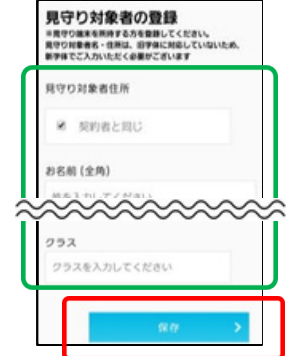 見守り対象者の登録
※見守り端末を所持する方を登録してください。
見守り対象者名・住所は、旧字体に対応していないため、
新字体でご入力いただく必要がございます
見守り対象者住所
契約者と同じ
お名前 (全角)
クラス
クラスを入力してください
保存